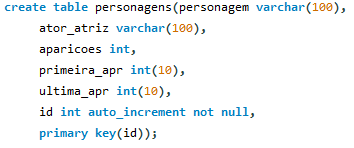 create table personagens(personagem varchar(100),
ator_atriz varchar(100),
aparicoes int,
primeira_apr int(10),
ultima_apr int(10),
id int auto_increment not null,
primary key(id));